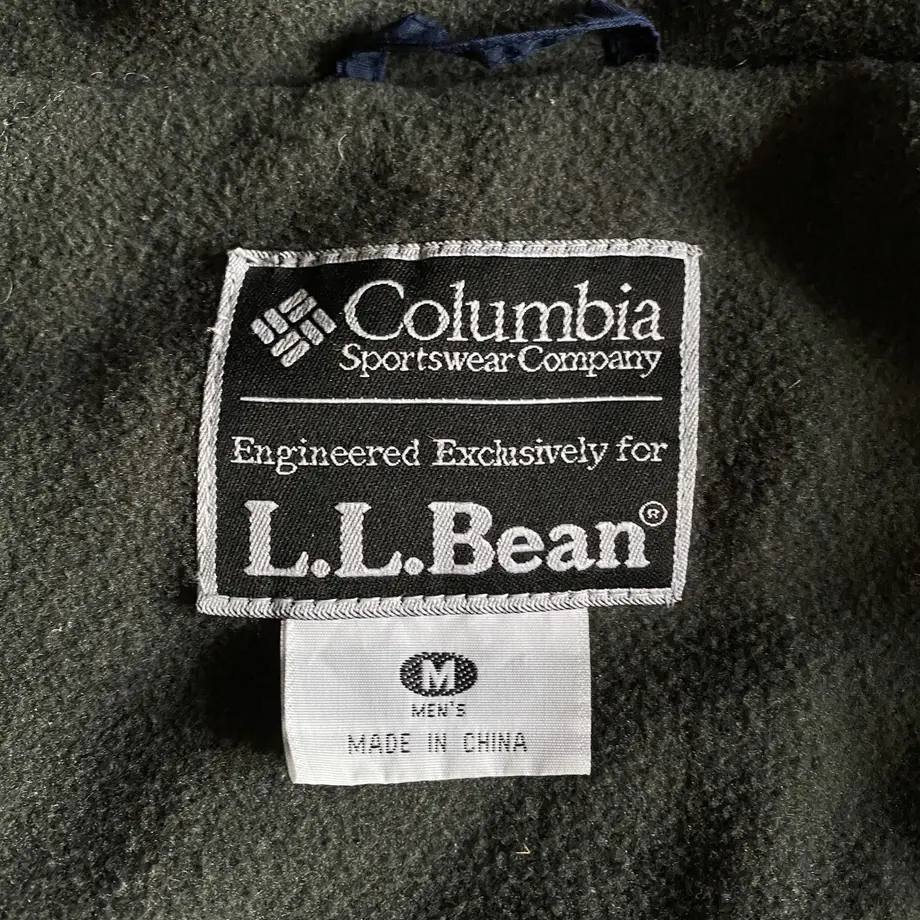 Columbia
Sportswear Company
Engineered Exclusively for
L.L.Bean®
M
MEN'S
MADE IN CHINA